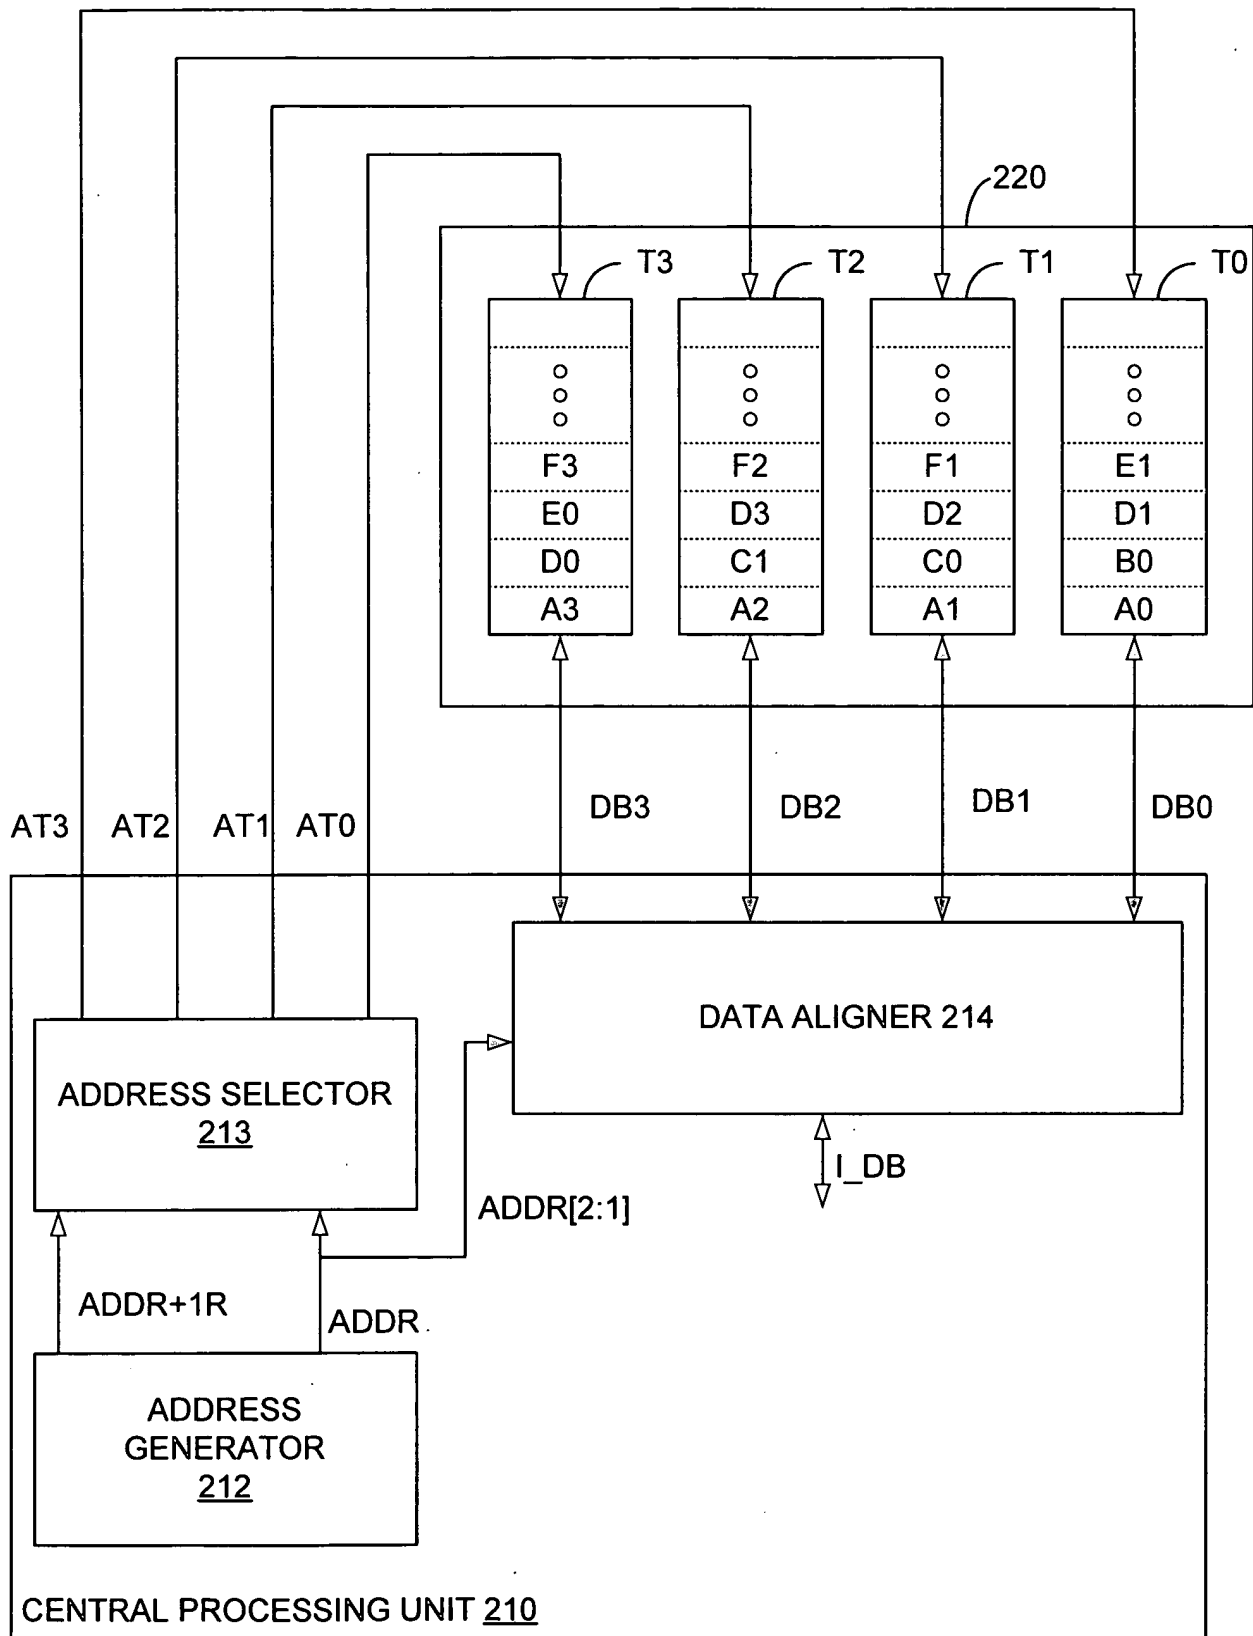 220
T3 T2 T1 T0
F3 F2 F1 E1
E0 D3 D2 D1
D0 C1 C0 B0
A3 A2 A1 A0
AT3 AT2 AT1 AT0
DB3 DB2 DB1 DB0
DATA ALIGNER 214
ADDRESS SELECTOR
213
I_DB
ADDR[2:1]
ADDR+1R
ADDR
ADDRESS
GENERATOR
212
CENTRAL PROCESSING UNIT 210